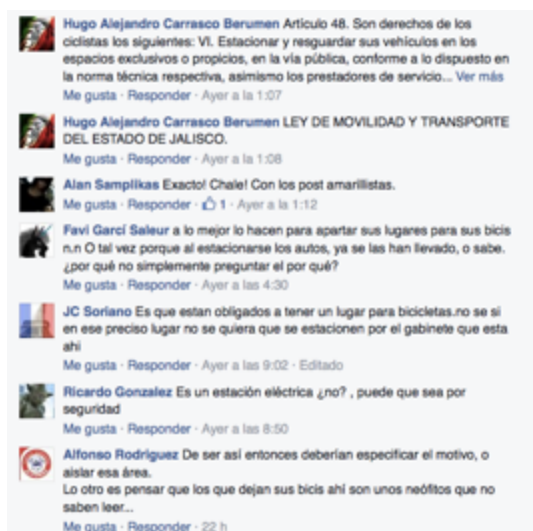 Hugo Alejandro Carrasco Berumen Artículo 48. Son derechos de los
ciclistas los siguientes: VI. Estacionar y resguardar sus vehículos en los
espacios exclusivos o propicios, en la vía pública, conforme a lo dispuesto en
la norma técnica respectiva, asimismo los prestadores de servicio... Ver más
Me gusta · Responder · Ayer a la 1:07
Hugo Alejandro Carrasco Berumen LEY DE MOVILIDAD Y TRANSPORTE
DEL ESTADO DE JALISCO.
Me gusta · Responder · Ayer a la 1:08
Alan Samplikas Exacto! Chale! Con los post amarillistas.
Me gusta · Responder · 1 · Ayer a la 1:12
Favi Garcí Saleur a lo mejor lo hacen para apartar sus lugares para sus bicis
n.n O tal vez porque al estacionarse los autos, ya se las han llevado, o sabe.
¿por qué no simplemente preguntar el por qué?
Me gusta · Responder · Ayer a las 4:30
JC Soriano Es que estan obligados a tener un lugar para bicicletas.no se si
en ese preciso lugar no se quiera que se estacionen por el gabinete que esta
ahi
Me gusta · Responder · Ayer a las 9:02 · Editado
Ricardo Gonzalez Es un estación eléctrica ¿no? , puede que sea por
seguridad
Me gusta · Responder · Ayer a las 8:50
Alfonso Rodríguez De ser así entonces deberían especificar el motivo, o
aislar esa área.
Lo otro es pensar que los que dejan sus bicis ahí son unos neófitos que no
saben leer...
Me gusta · Responder · 22 h